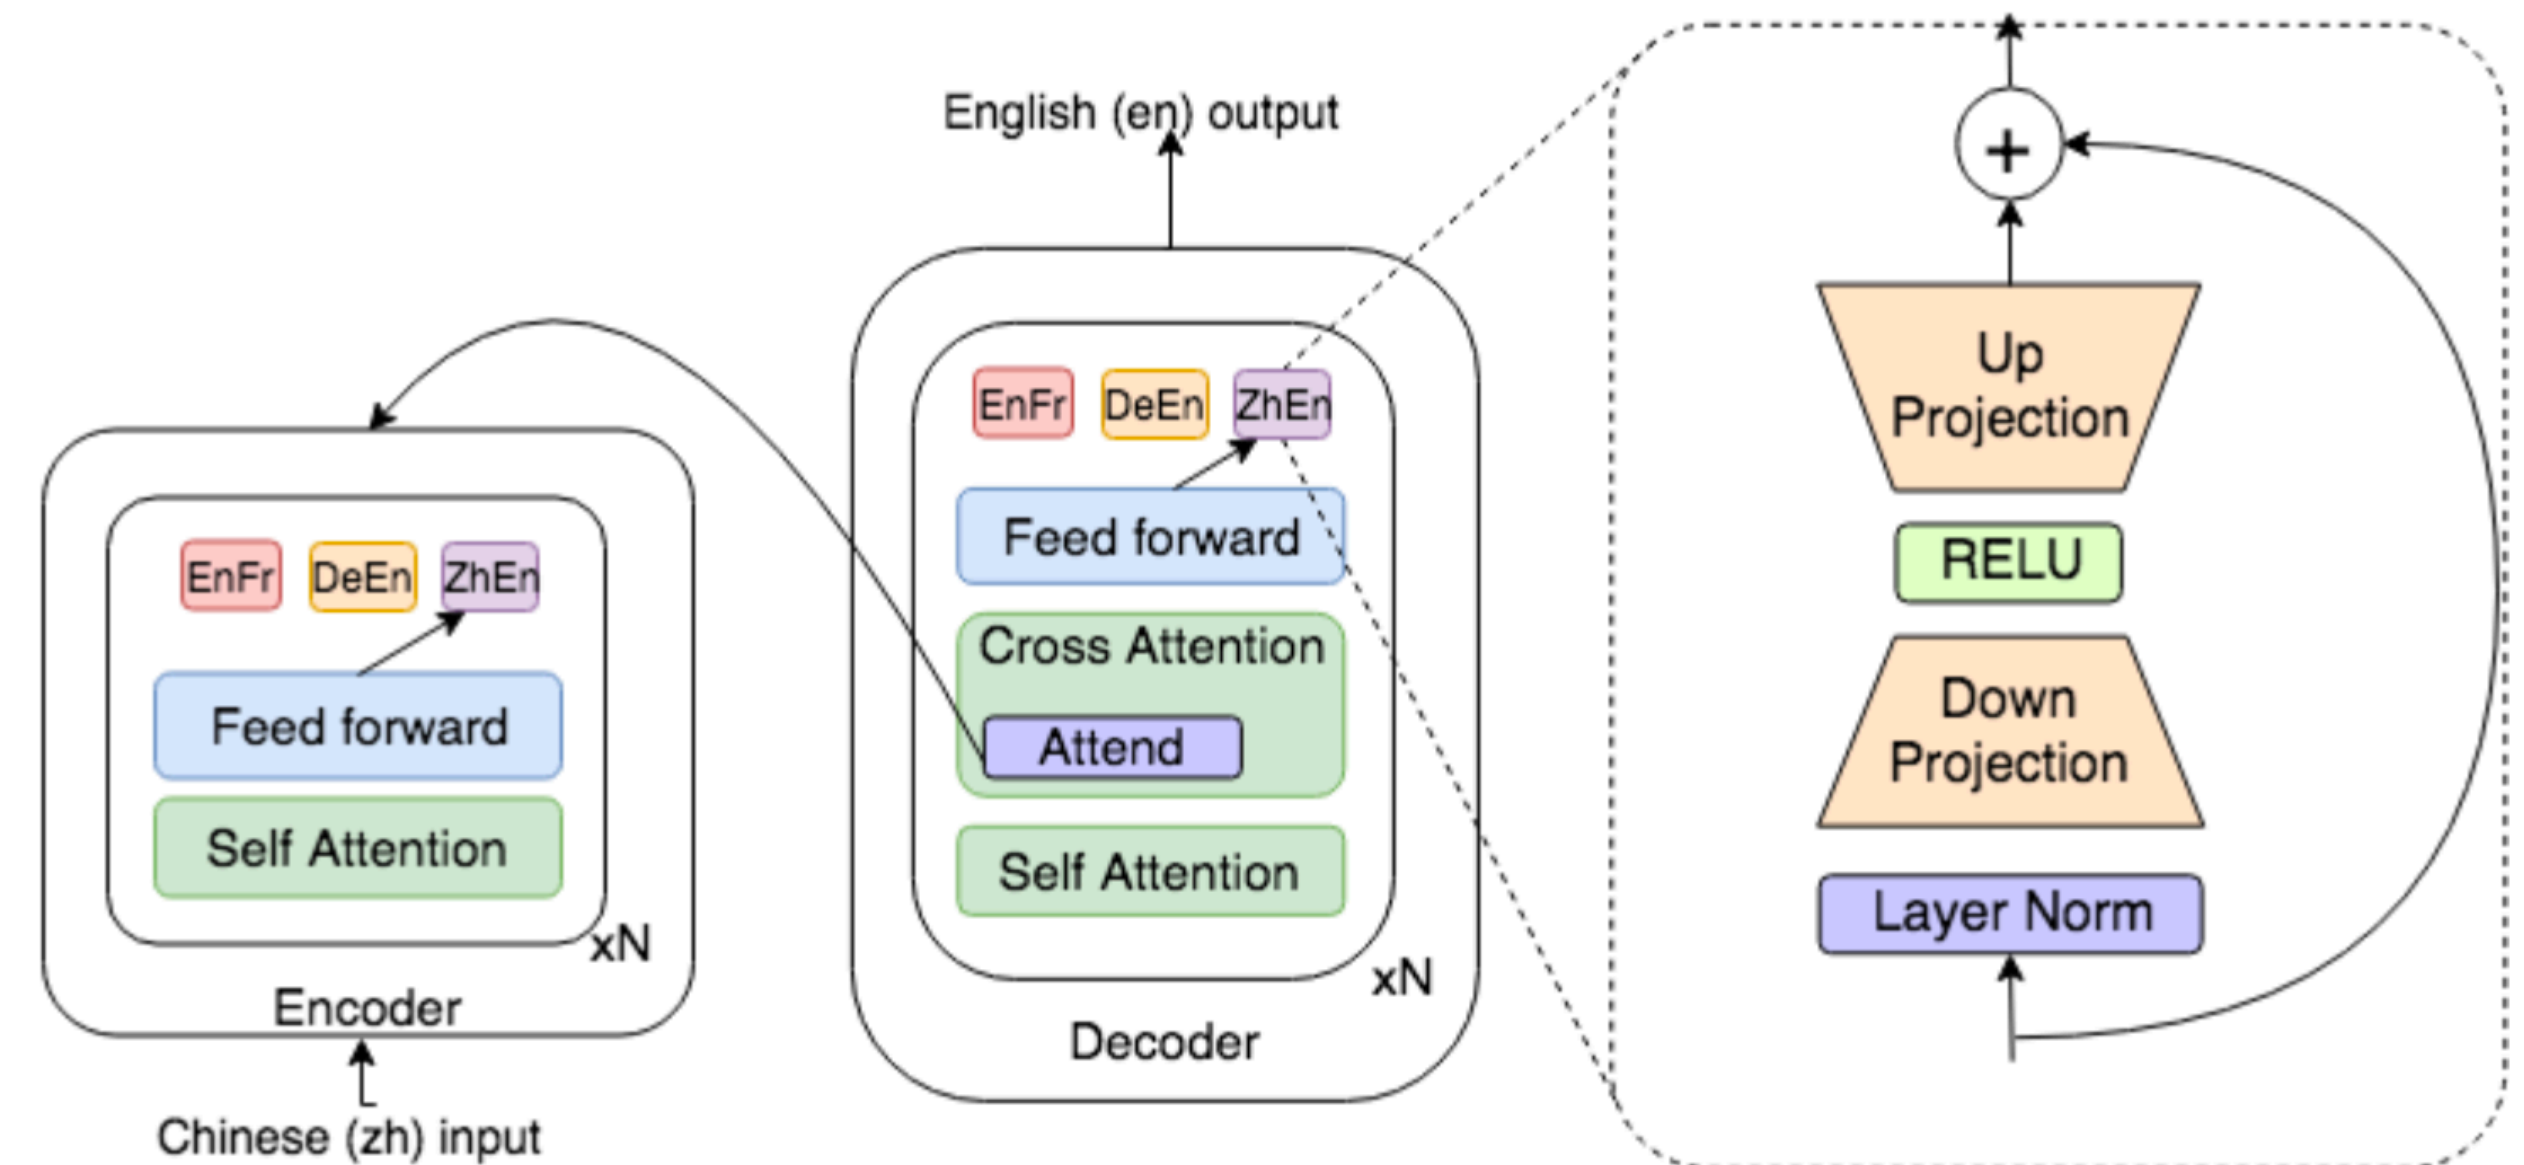 English (en) output
EnFr DeEn ZhEn
Feed forward
Self Attention
xN
Encoder
Chinese (zh) input
EnFr DeEn ZhEn
Feed forward
Cross Attention
Attend
Self Attention
xN
Decoder
+
Up
Projection
RELU
Down
Projection
Layer Norm